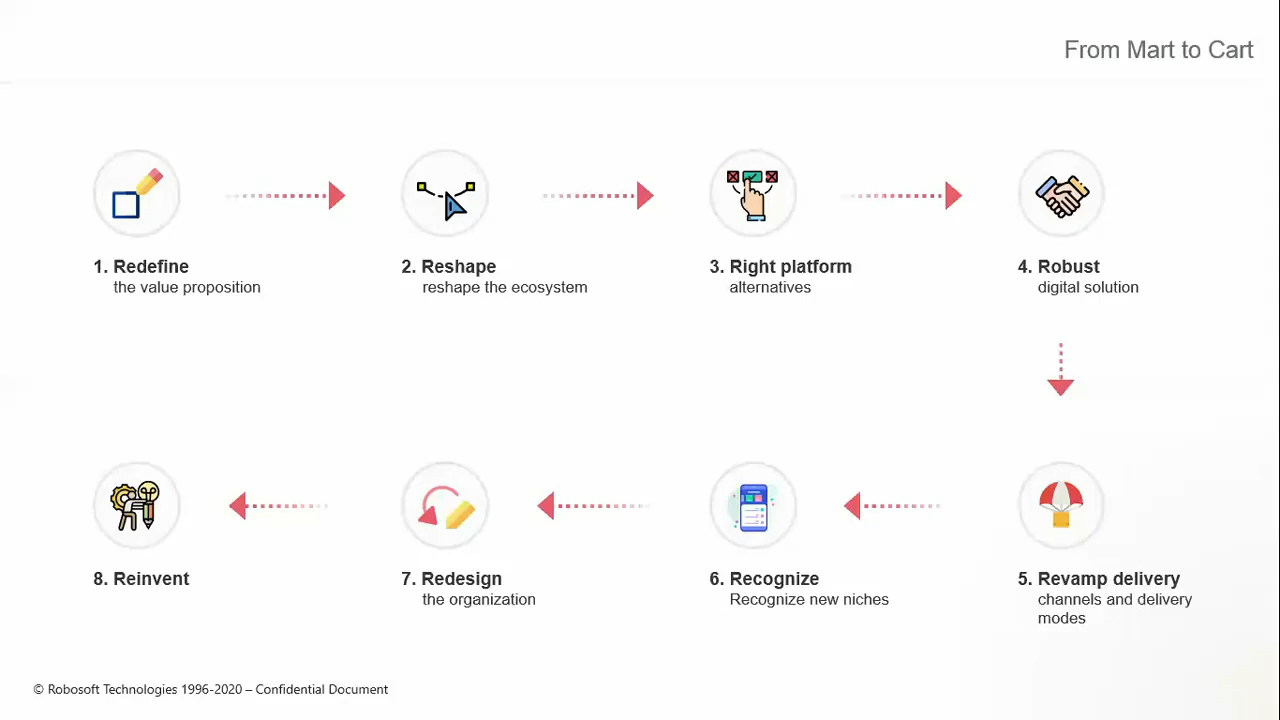 From Mart to Cart
1. Redefine
the value proposition
2. Reshape
reshape the ecosystem
3. Right platform
alternatives
4. Robust
digital solution
5. Revamp delivery
channels and delivery
modes
6. Recognize
Recognize new niches
7. Redesign
the organization
8. Reinvent
© Robosoft Technologies 1996-2020 – Confidential Document